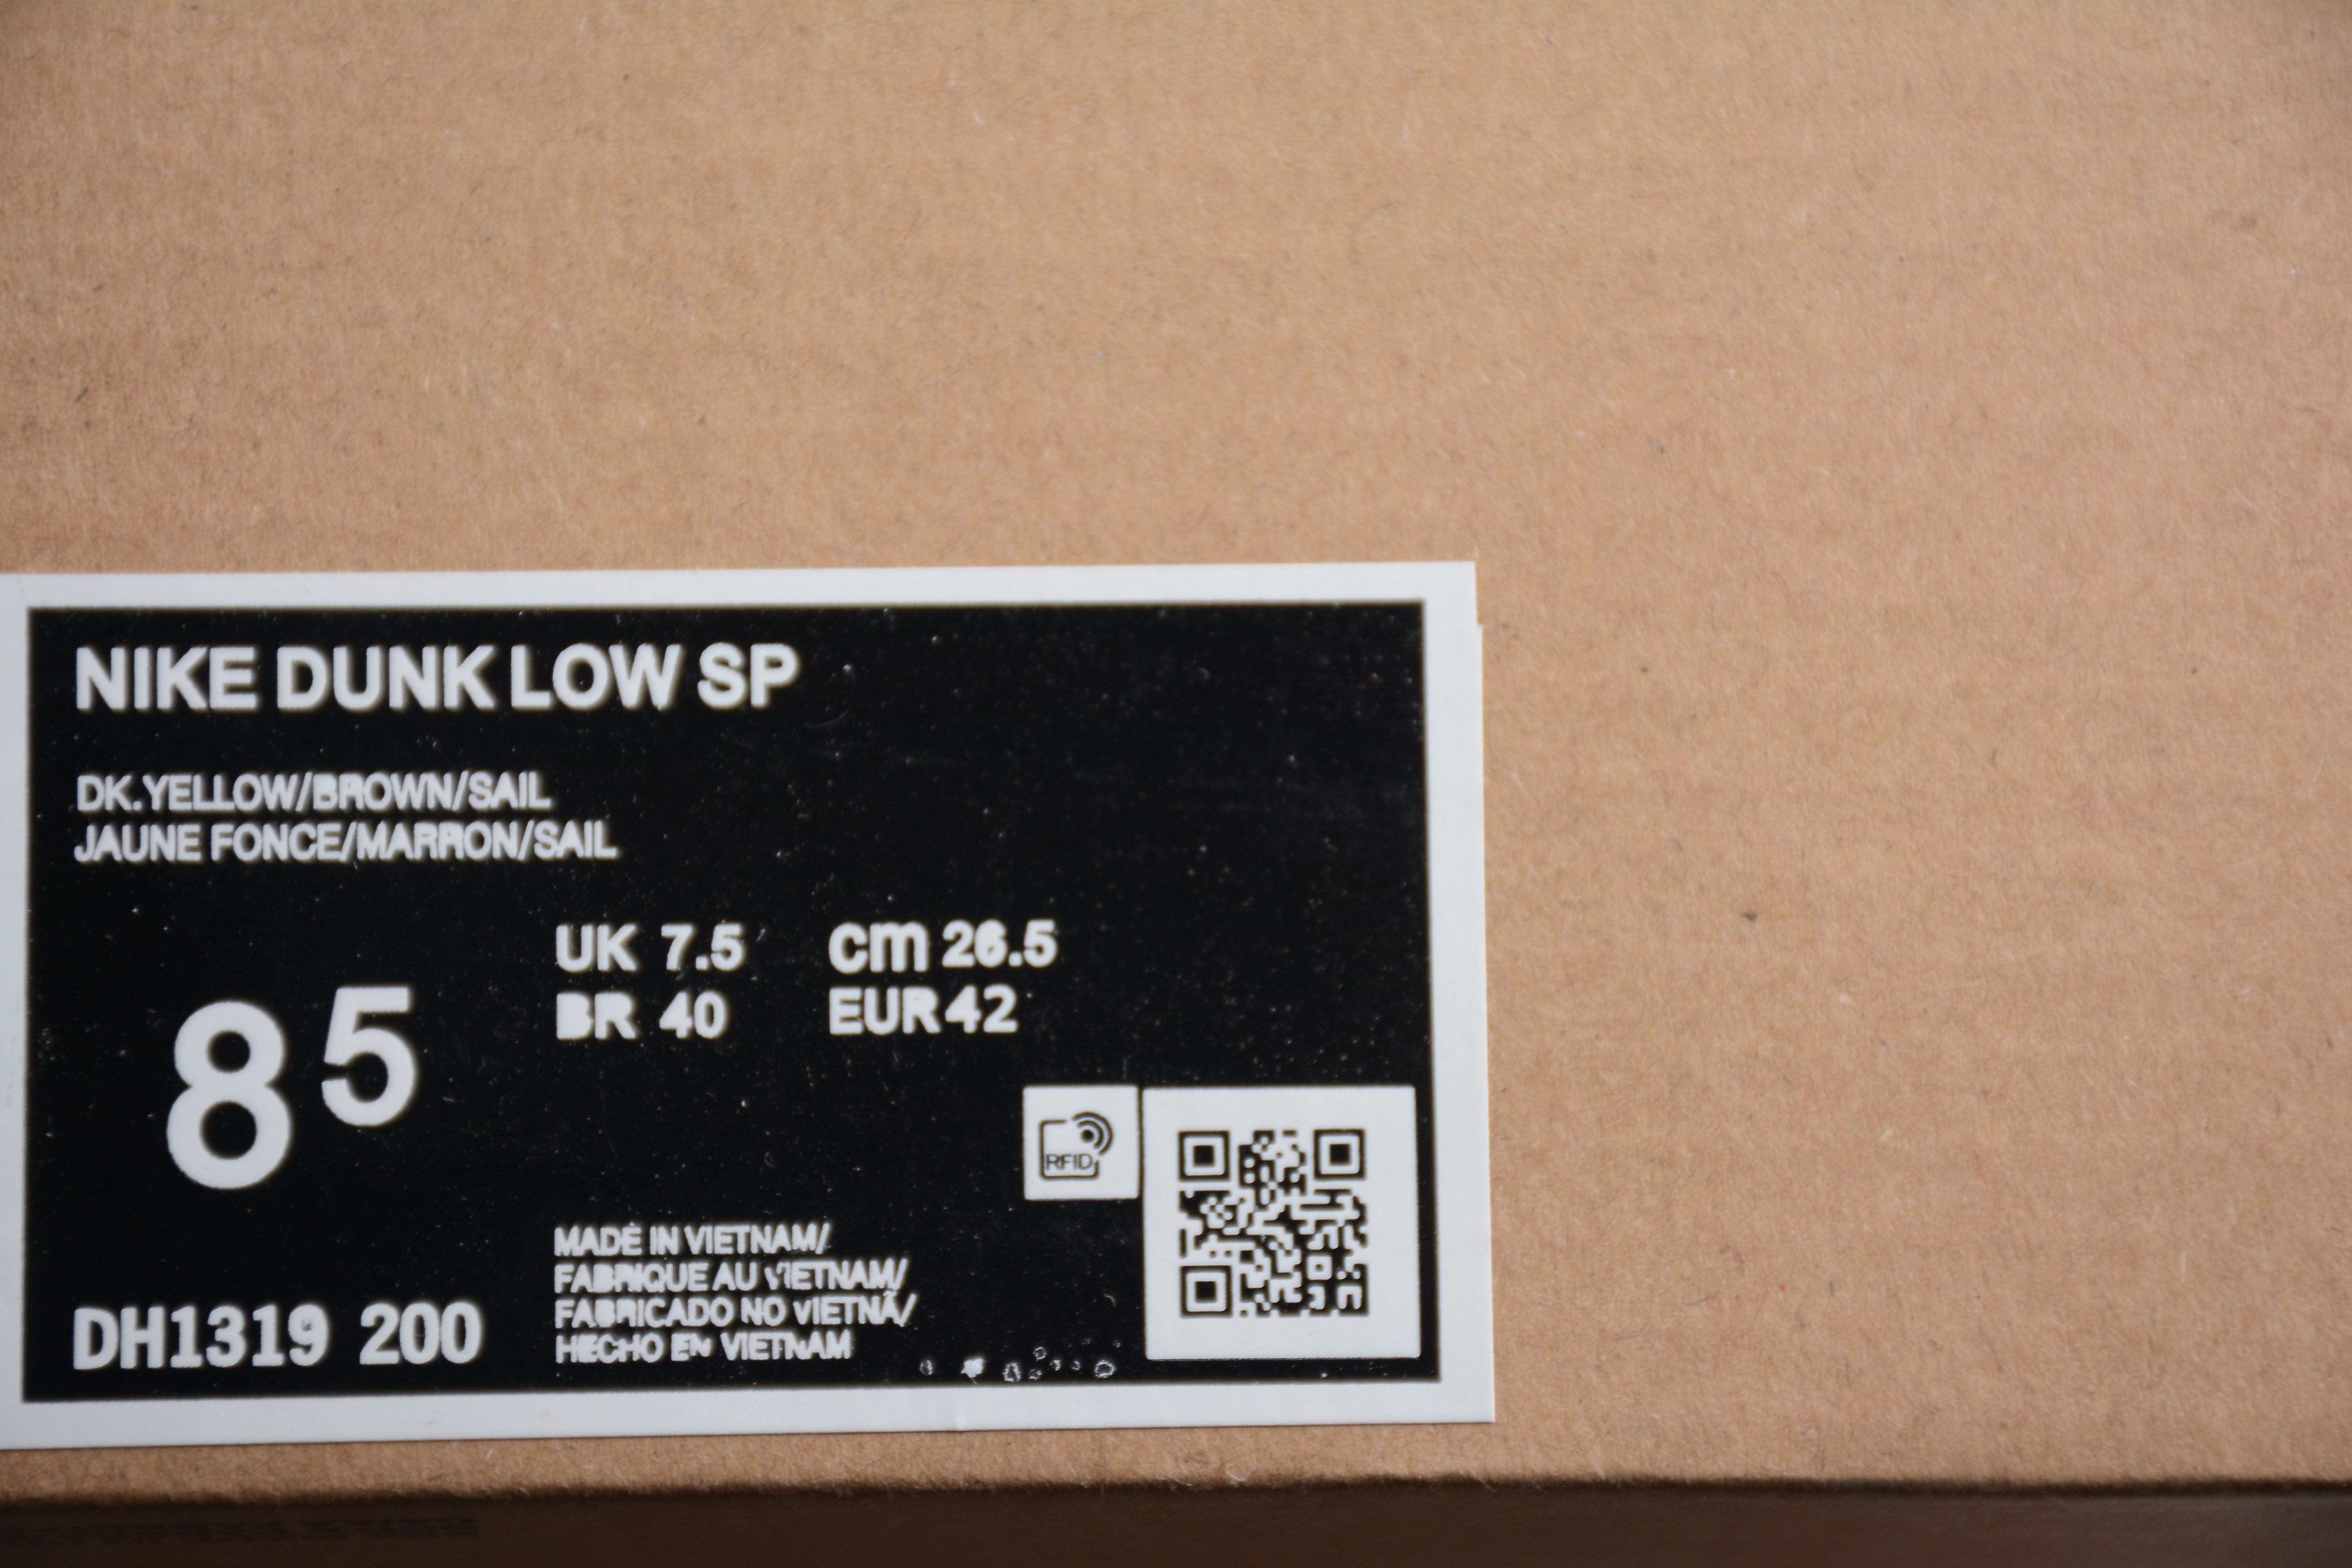 NIKE DUNK LOW SP
DK.YELLOW/BROWN/SAIL
JAUNE FONCE/MARRON/SAIL
8 5
UK 7.5 cm 26.5
BR 40 EUR 42
RFID
MADE IN VIETNAM/
FABRIQUE AU VIETNAM/
FABRICADO NO VIETNÃ/
HECHO EN VIETNAM
DH1319 200